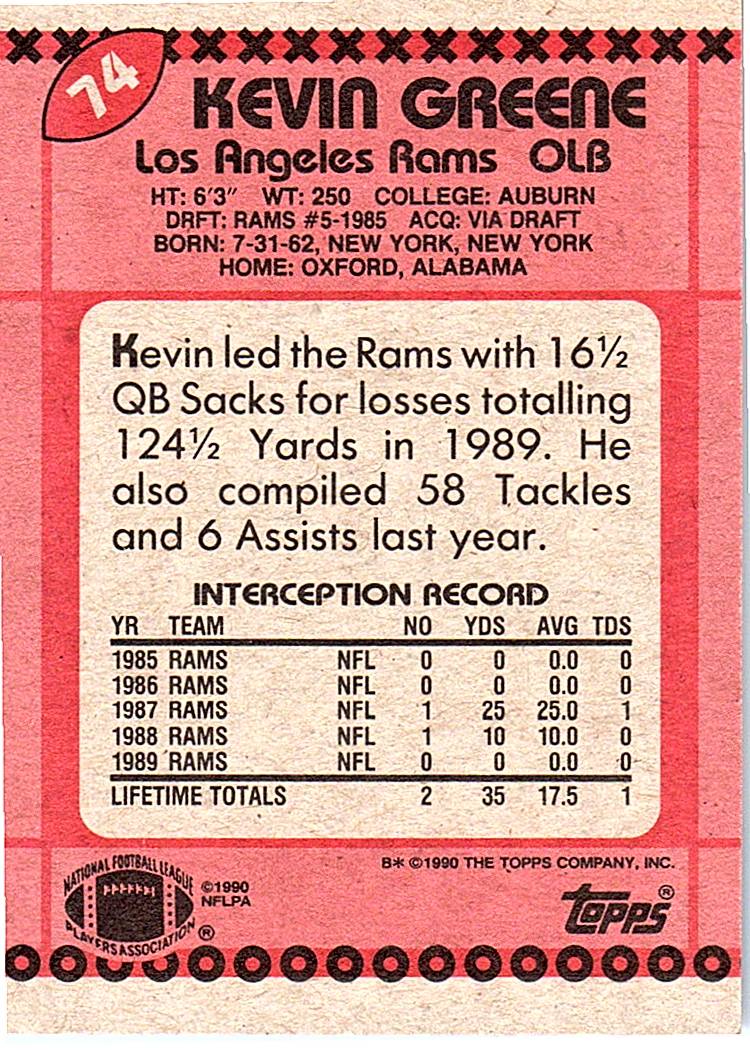 74
KEVIN GREENE
Los Angeles Rams OLB
HT: 6'3" WT: 250 COLLEGE: AUBURN
DRFT: RAMS #5-1985 ACQ: VIA DRAFT
BORN: 7-31-62, NEW YORK, NEW YORK
HOME: OXFORD, ALABAMA
Kevin led the Rams with 16½
QB Sacks for losses totalling
124½ Yards in 1989. He
also compiled 58 Tackles
and 6 Assists last year.
INTERCEPTION RECORD
YR TEAM NO YDS AVG TDS
1985 RAMS NFL 0 0 0.0 0
1986 RAMS NFL 0 0 0.0 0
1987 RAMS NFL 1 25 25.0 1
1988 RAMS NFL 1 10 10.0 0
1989 RAMS NFL 0 0 0.0 0
LIFETIME TOTALS 2 35 17.5 1
B* ©1990 THE TOPPS COMPANY, INC.
NATIONAL FOOTBALL LEAGUE
PLAYERS ASSOCIATION ®
©1990
NFLPA
topps ®